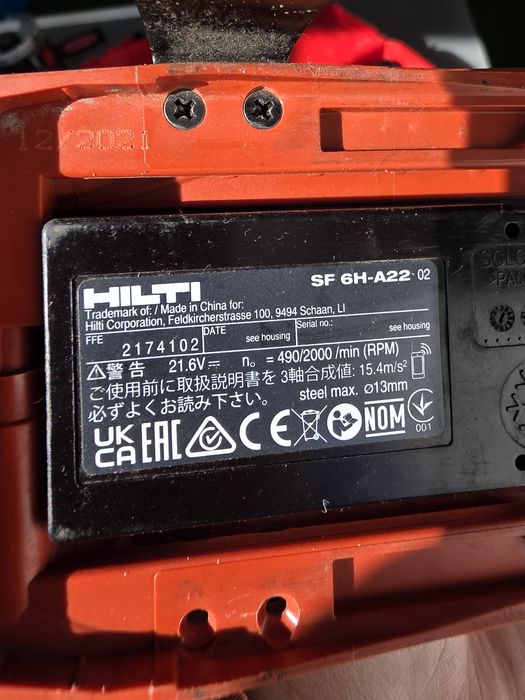 12/2021
HILTI
SF 6H-A22 02
Trademark of: / Made in China for:
Hilti Corporation, Feldkircherstrasse 100, 9494 Schaan, LI
FFE 2174102 DATE see housing Serial no.: see housing
警告 21.6V n₀ = 490/2000 /min (RPM)
ご使用前に取扱説明書を 3軸合成値: 15.4m/s²
必ずよくお読み下さい。 steel max. ∅13mm
UK CA EAC CE NOM 001